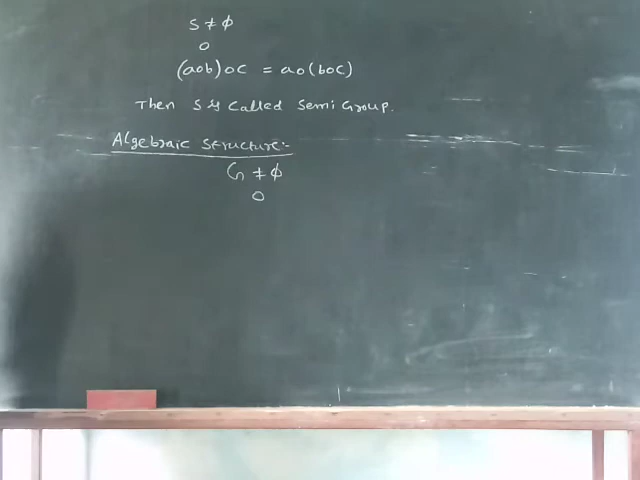 S ≠ ϕ
o
(aob)oc = ao(boc)
Then S is called Semi Group.
Algebraic Structure:-
G ≠ ϕ
o